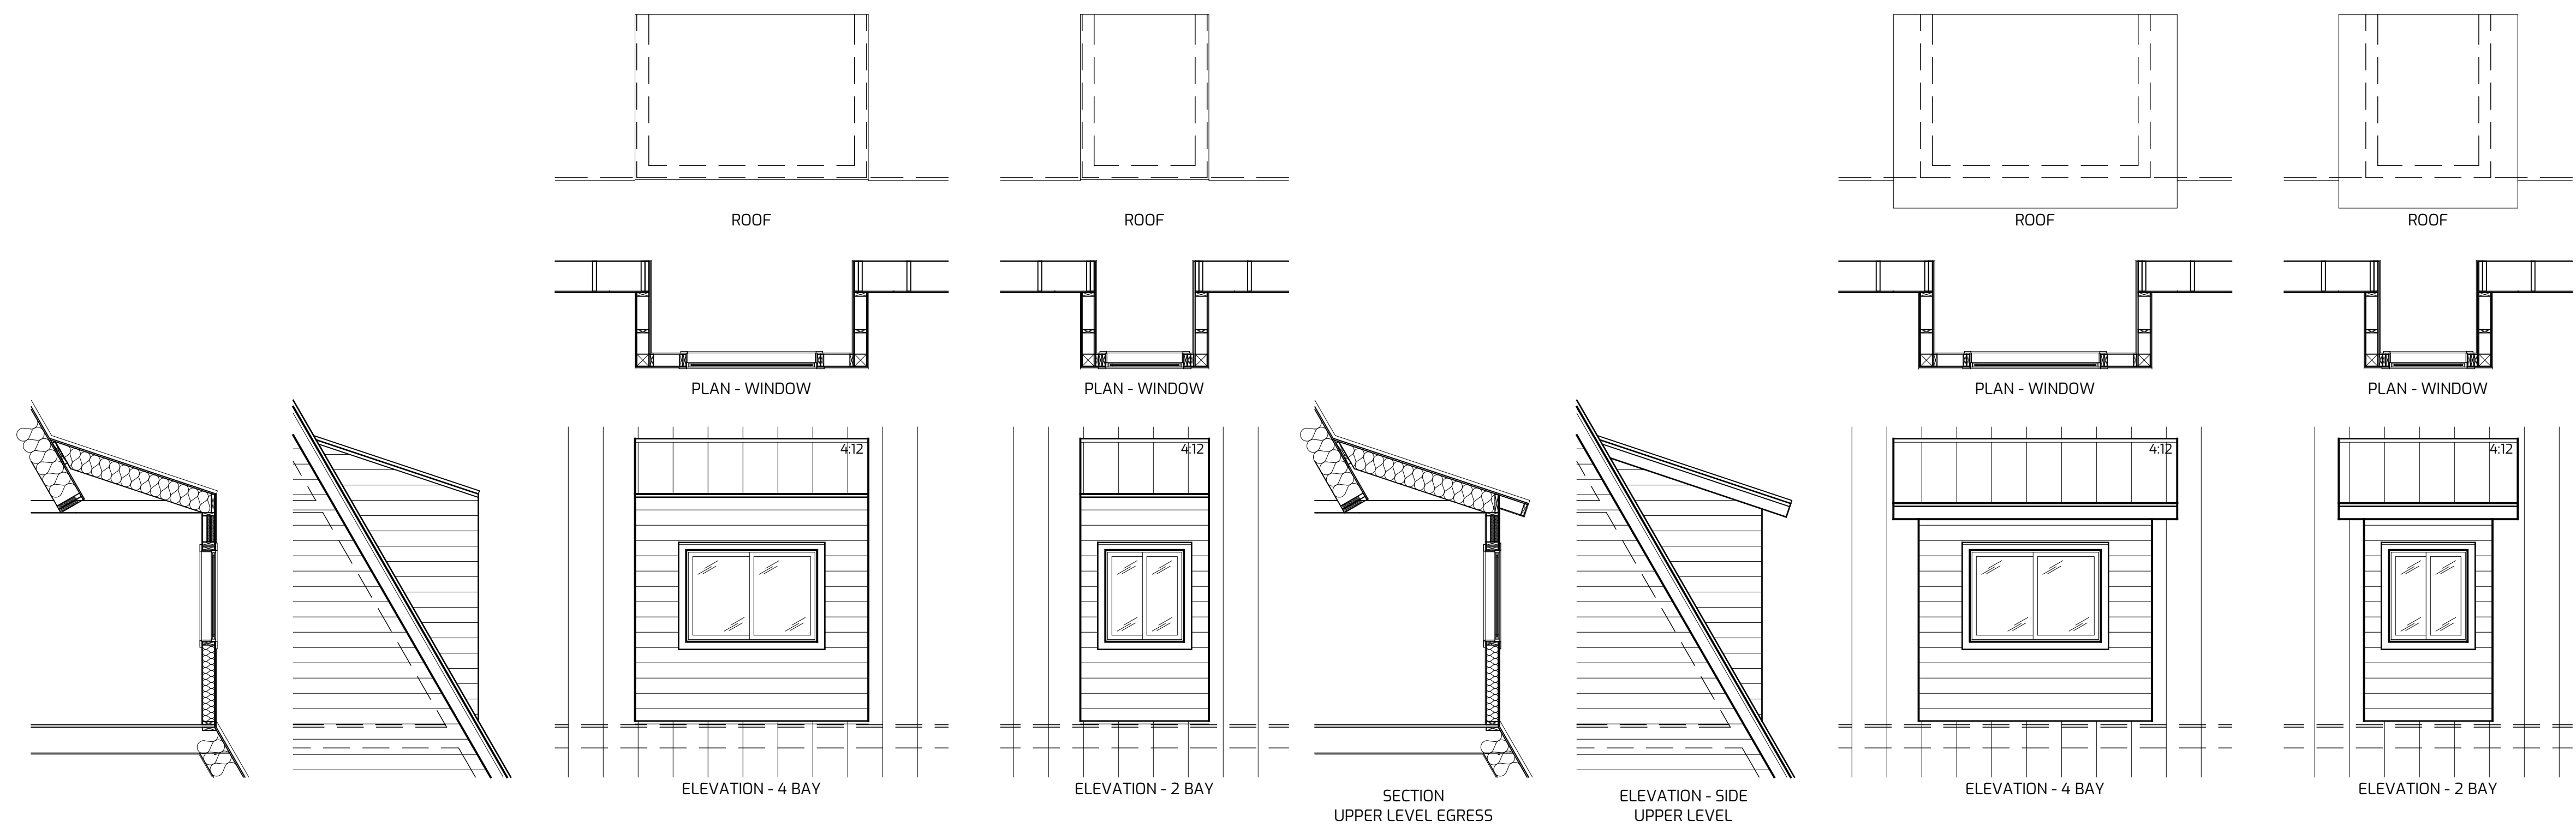 ROOF
ROOF
ROOF
ROOF
PLAN - WINDOW
PLAN - WINDOW
PLAN - WINDOW
PLAN - WINDOW
4:12
4:12
4:12
4:12
ELEVATION - 4 BAY
ELEVATION - 2 BAY
SECTION
UPPER LEVEL EGRESS
ELEVATION - SIDE
UPPER LEVEL
ELEVATION - 4 BAY
ELEVATION - 2 BAY